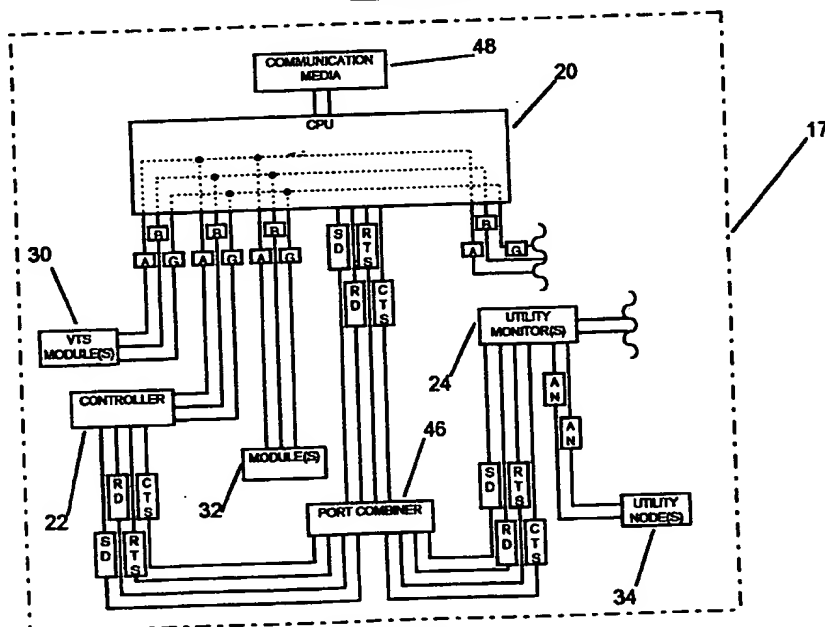 COMMUNICATION
MEDIA
48
20
CPU
17
B
B
B
B
A
G
A
G
A
G
A
G
SD
RTS
RD
CTS
30
VTS
MODULE(S)
UTILITY
MONITOR(S)
24
CONTROLLER
22
AN
AN
MODULE(S)
32
46
PORT COMBINER
RD
CTS
SD
RTS
SD
RTS
RD
CTS
UTILITY
NODE(S)
34